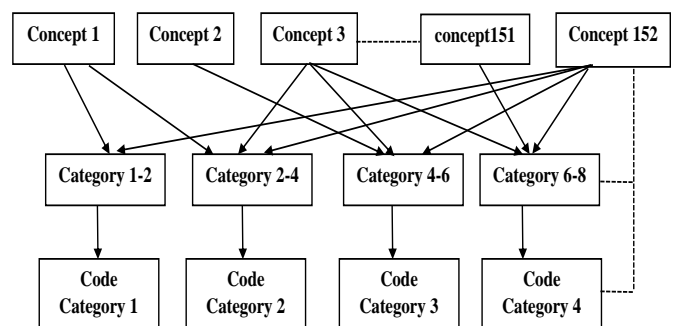 Concept 1
Concept 2
Concept 3
concept151
Concept 152
Category 1-2
Category 2-4
Category 4-6
Category 6-8
Code
Category 1
Code
Category 2
Code
Category 3
Code
Category 4